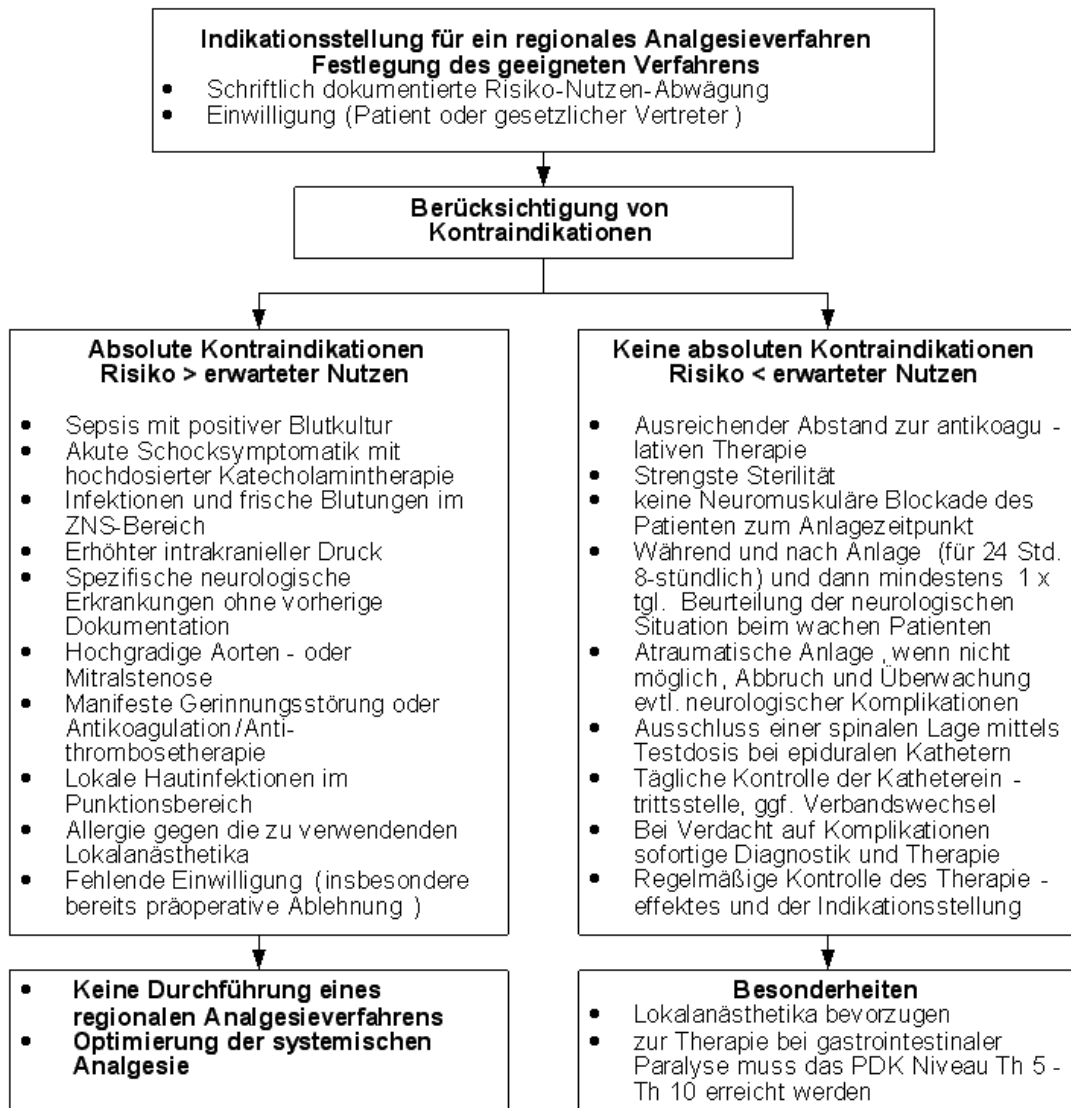 Indikationsstellung für ein regionales Analgesieverfahren
Festlegung des geeigneten Verfahrens
• Schriftlich dokumentierte Risiko-Nutzen-Abwägung
• Einwilligung (Patient oder gesetzlicher Vertreter )
Berücksichtigung von
Kontraindikationen
Absolute Kontraindikationen
Risiko > erwarteter Nutzen
• Sepsis mit positiver Blutkultur
• Akute Schocksymptomatik mit
hochdosierter Katecholamintherapie
• Infektionen und frische Blutungen im
ZNS-Bereich
• Erhöhter intrakranieller Druck
• Spezifische neurologische
Erkrankungen ohne vorherige
Dokumentation
• Hochgradige Aorten - oder
Mitralstenose
• Manifeste Gerinnungsstörung oder
Antikoagulation/Anti-
thrombosetherapie
• Lokale Hautinfektionen im
Punktionsbereich
• Allergie gegen die zu verwendenden
Lokalanästhetika
• Fehlende Einwilligung (insbesondere
bereits präoperative Ablehnung )
Keine absoluten Kontraindikationen
Risiko < erwarteter Nutzen
• Ausreichender Abstand zur antikoagu -
lativen Therapie
• Strengste Sterilität
• keine Neuromuskuläre Blockade des
Patienten zum Anlagezeitpunkt
• Während und nach Anlage (für 24 Std.
8-stündlich) und dann mindestens 1 x
tgl. Beurteilung der neurologischen
Situation beim wachen Patienten
• Atraumatische Anlage , wenn nicht
möglich, Abbruch und Überwachung
evtl. neurologischer Komplikationen
• Ausschluss einer spinalen Lage mittels
Testdosis bei epiduralen Kathetern
• Tägliche Kontrolle der Katheterein -
trittsstelle, ggf. Verbandswechsel
• Bei Verdacht auf Komplikationen
sofortige Diagnostik und Therapie
• Regelmäßige Kontrolle des Therapie -
effektes und der Indikationsstellung
• Keine Durchführung eines
regionalen Analgesieverfahrens
• Optimierung der systemischen
Analgesie
Besonderheiten
• Lokalanästhetika bevorzugen
• zur Therapie bei gastrointestinaler
Paralyse muss das PDK Niveau Th 5 -
Th 10 erreicht werden